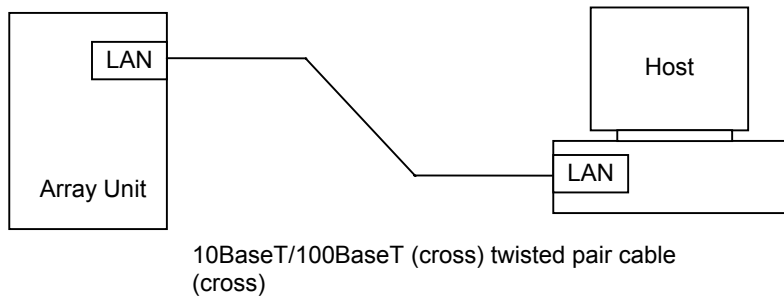 LAN
Host
LAN
Array Unit
10BaseT/100BaseT (cross) twisted pair cable
(cross)